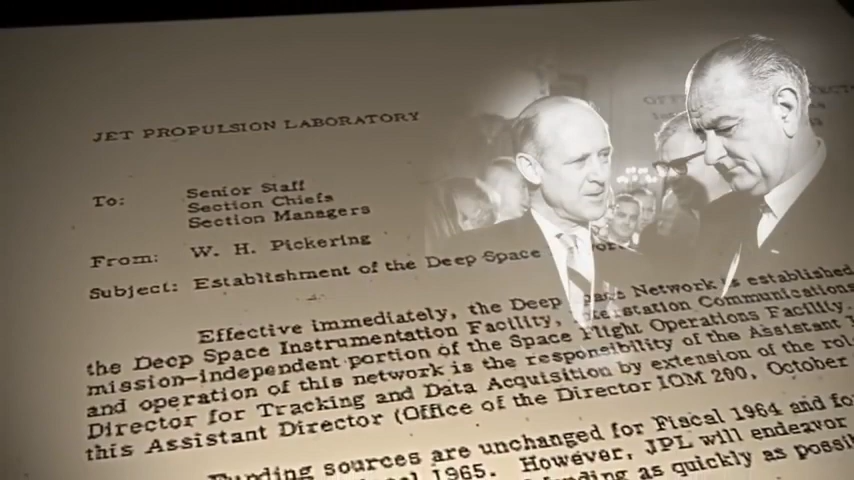 JET PROPULSION LABORATORY
To: Senior Staff
Section Chiefs
Section Managers
From: W. H. Pickering
Subject: Establishment of the Deep Space
Effective immediately, the Deep Space Network is established
the Deep Space Instrumentation Facility, Interstation Communications
mission-independent portion of the Space Flight Operations Facility.
and operation of this network is the responsibility of the Assistant
Director for Tracking and Data Acquisition by extension of the
this Assistant Director (Office of the Director IOM 200, October
Funding sources are unchanged for Fiscal 1964 and
1965. However, JPL will endeavor
as quickly as